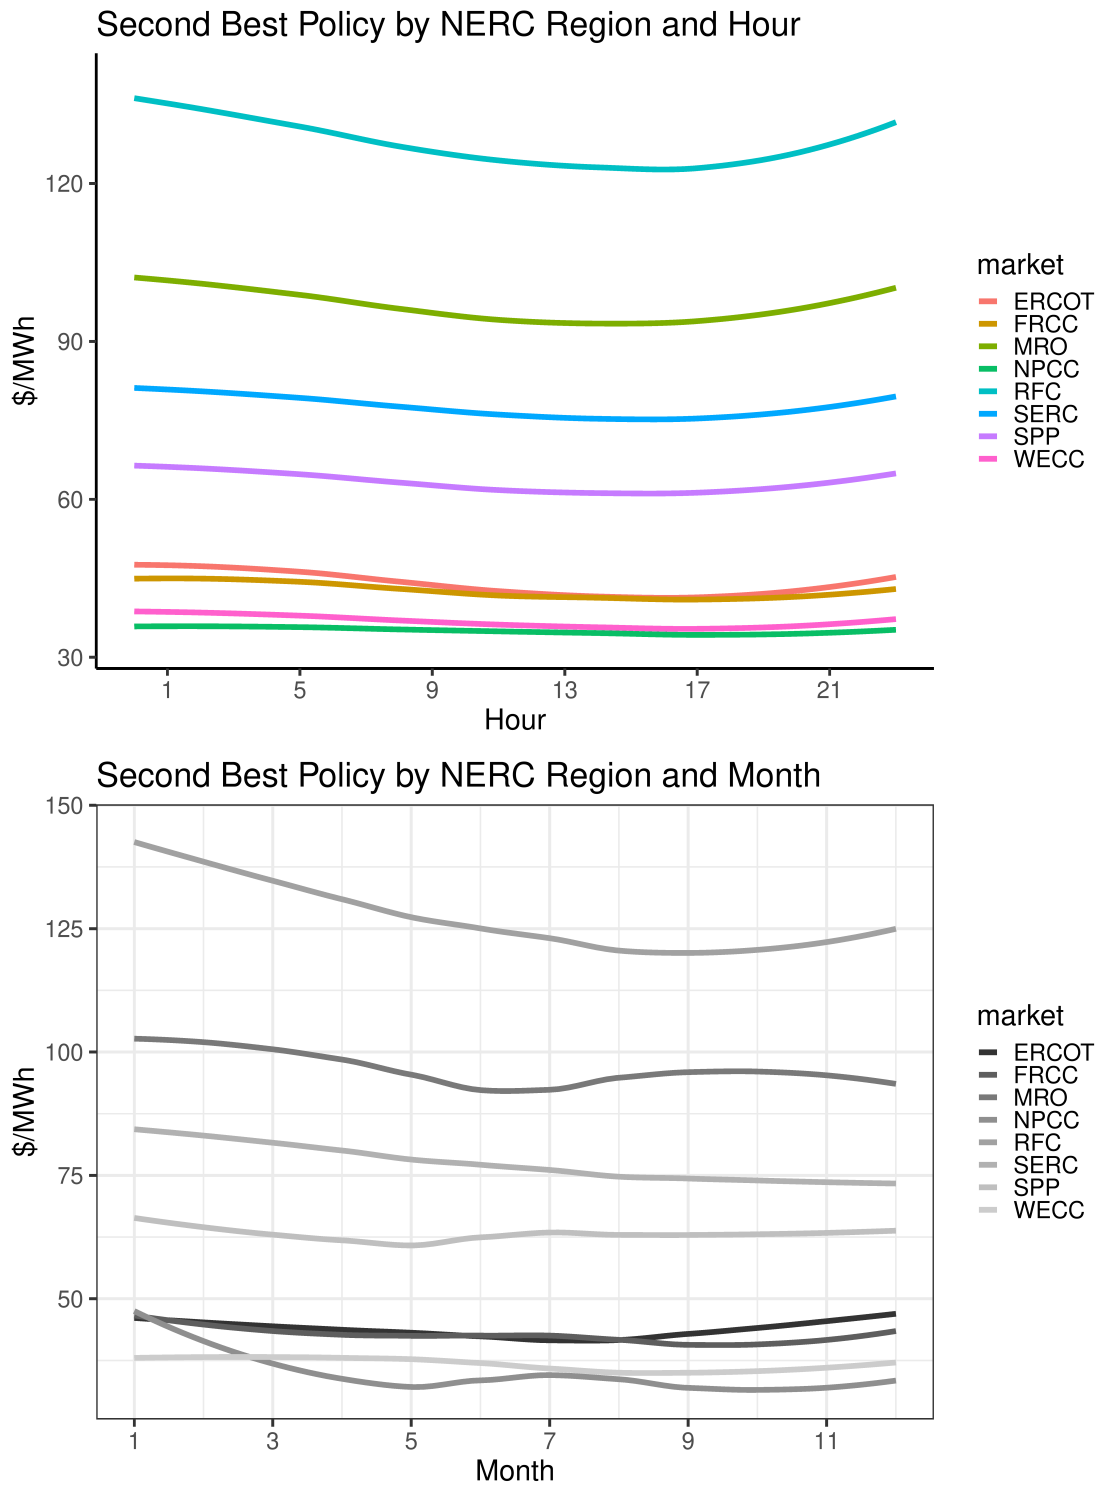 Second Best Policy by NERC Region and Hour
$/MWh
120
90
60
30
1 5 9 13 17 21
Hour
market
ERCOT
FRCC
MRO
NPCC
RFC
SERC
SPP
WECC
Second Best Policy by NERC Region and Month
$/MWh
150
125
100
75
50
1 3 5 7 9 11
Month
market
ERCOT
FRCC
MRO
NPCC
RFC
SERC
SPP
WECC